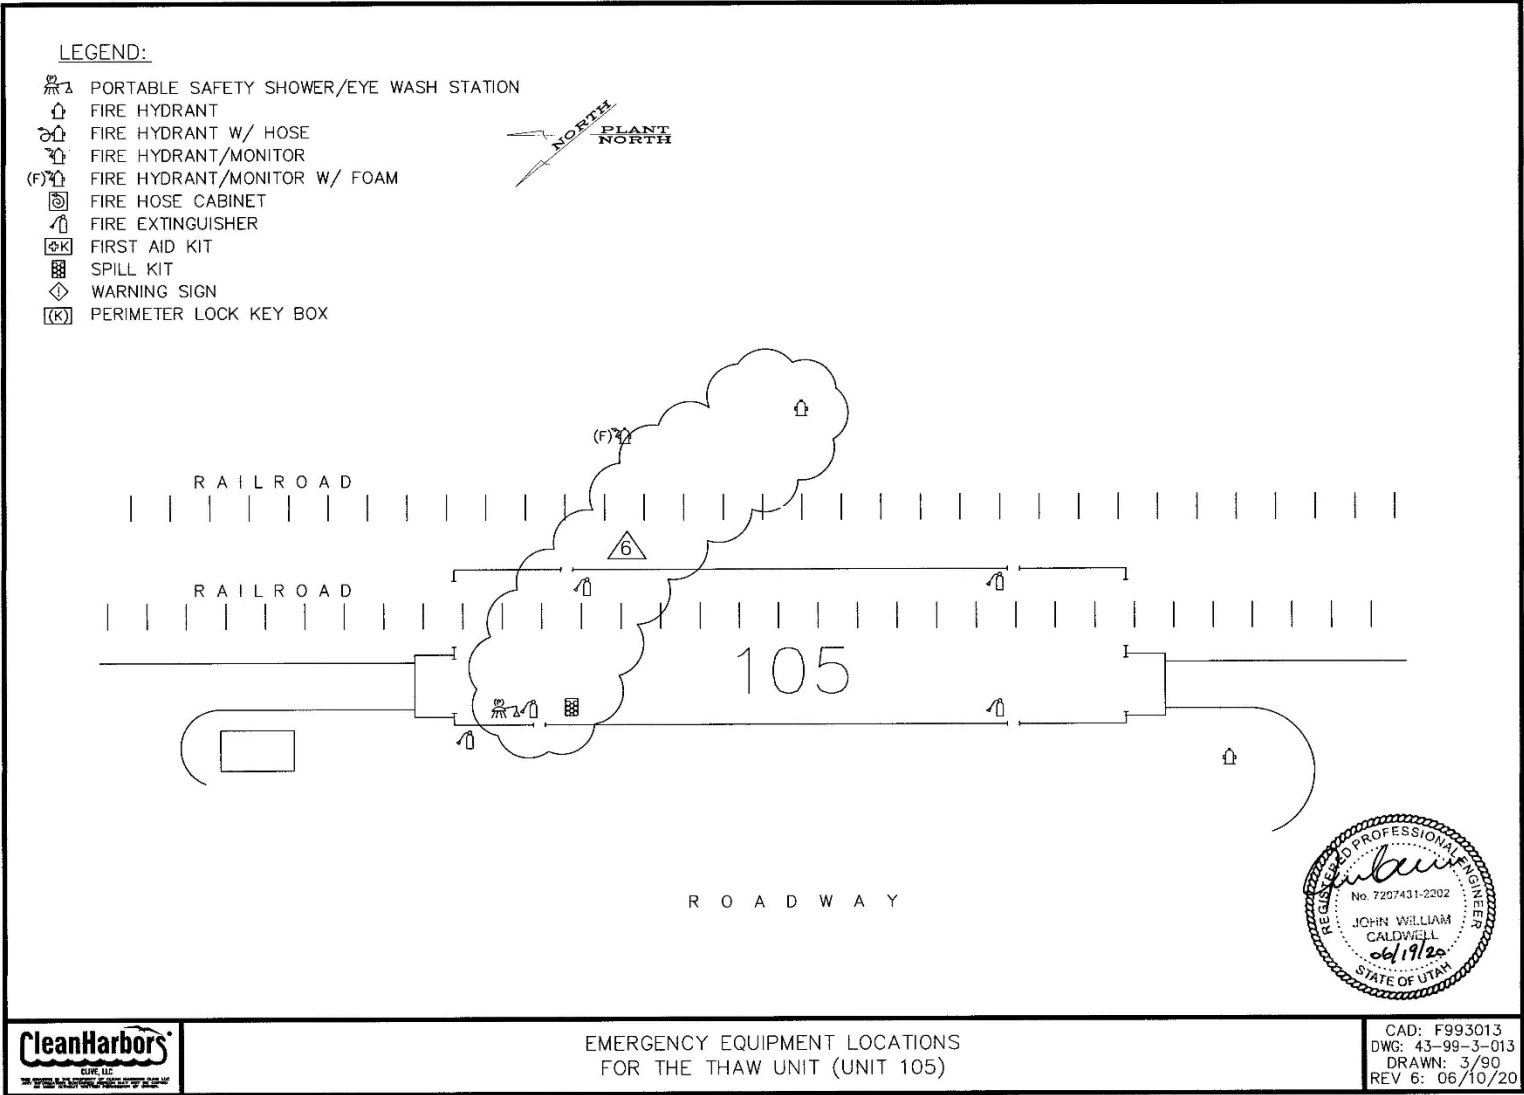 LEGEND:
(P) PORTABLE SAFETY SHOWER/EYE WASH STATION
FIRE HYDRANT
FIRE HYDRANT W/ HOSE
FIRE HYDRANT/MONITOR
(F) FIRE HYDRANT/MONITOR W/ FOAM
FIRE HOSE CABINET
FIRE EXTINGUISHER
K FIRST AID KIT
SPILL KIT
! WARNING SIGN
(K) PERIMETER LOCK KEY BOX
NORTH
PLANT
NORTH
(F)
RAILROAD
6
RAILROAD
105
(P)
ROADWAY
REGISTERED PROFESSIONAL ENGINEER
No. 7207431-2202
JOHN WILLIAM
CALDWELL
06/19/20
STATE OF UTAH
CleanHarbors
CLIVE, LLC
EMERGENCY EQUIPMENT LOCATIONS
FOR THE THAW UNIT (UNIT 105)
CAD: F993013
DWG: 43-99-3-013
DRAWN: 3/90
REV 6: 06/10/20